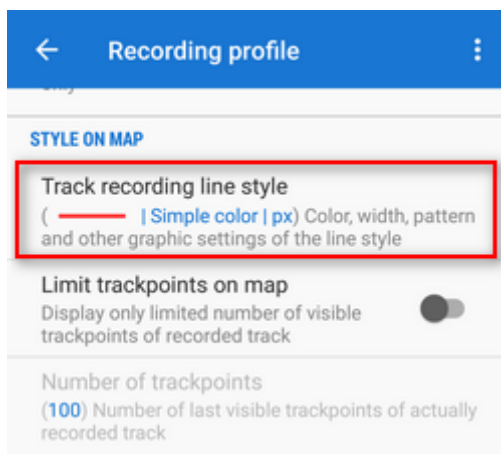 Recording profile
STYLE ON MAP
Track recording line style
( | Simple color | px) Color, width, pattern
and other graphic settings of the line style
Limit trackpoints on map
Display only limited number of visible
trackpoints of recorded track
Number of trackpoints
(100) Number of last visible trackpoints of actually
recorded track